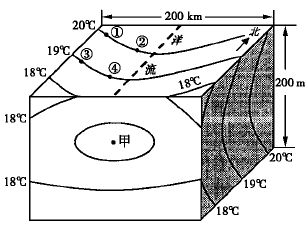 200 km
20℃ ① ② 洋 北
19℃ ③ ④ 流
18℃ 18℃
200 m
18℃ 甲
18℃
20℃
19℃
18℃